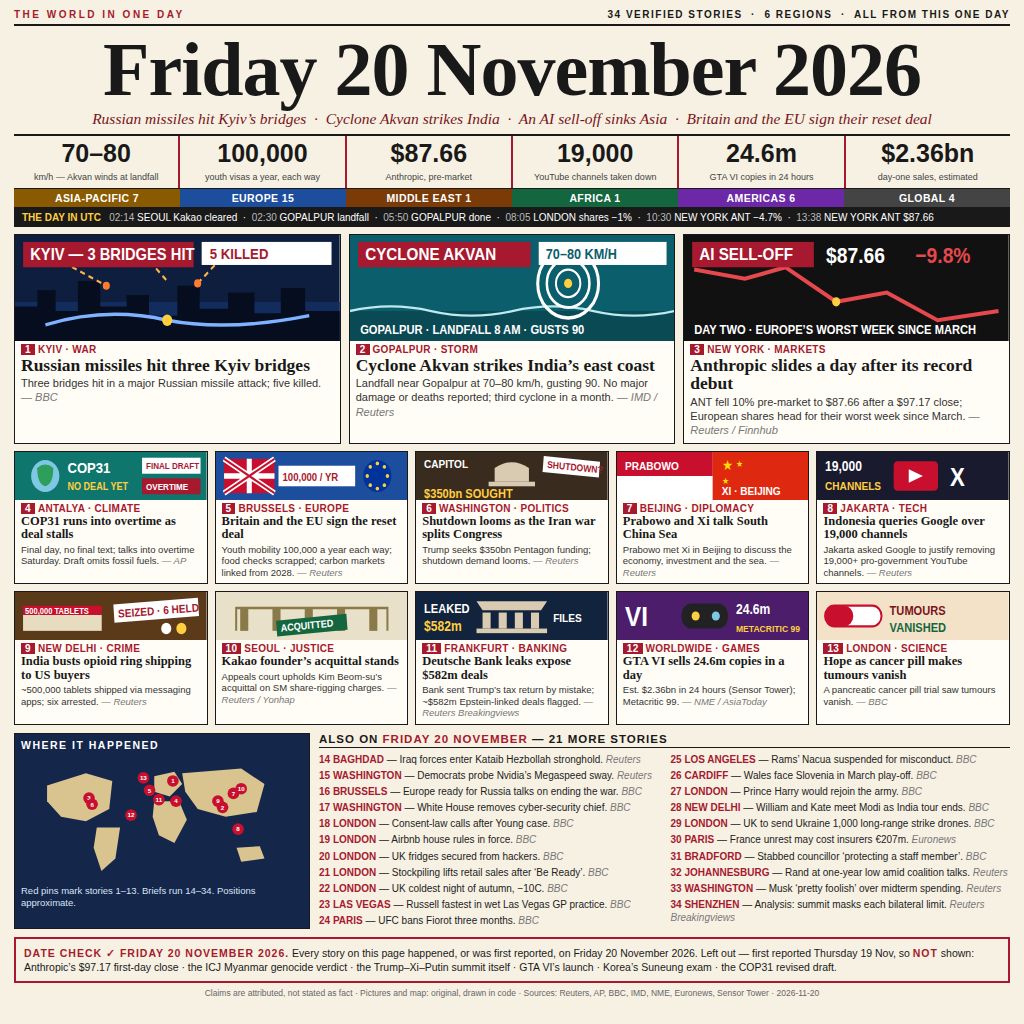 THE WORLD IN ONE DAY
34 VERIFIED STORIES · 6 REGIONS · ALL FROM THIS ONE DAY
Friday 20 November 2026
Russian missiles hit Kyiv’s bridges · Cyclone Akvan strikes India · An AI sell-off sinks Asia · Britain and the EU sign their reset deal
70–80
km/h — Akvan winds at landfall
100,000
youth visas a year, each way
$87.66
Anthropic, pre-market
19,000
YouTube channels taken down
24.6m
GTA VI copies in 24 hours
$2.36bn
day-one sales, estimated
ASIA-PACIFIC 7
EUROPE 15
MIDDLE EAST 1
AFRICA 1
AMERICAS 6
GLOBAL 4
THE DAY IN UTC 02:14 SEOUL Kakao cleared · 02:30 GOPALPUR landfall · 05:50 GOPALPUR done · 08:05 LONDON shares −1% · 10:30 NEW YORK ANT −4.7% · 13:38 NEW YORK ANT $87.66
KYIV — 3 BRIDGES HIT
5 KILLED
1 KYIV · WAR
Russian missiles hit three Kyiv bridges
Three bridges hit in a major Russian missile attack; five killed.
— BBC
CYCLONE AKVAN
70–80 KM/H
GOPALPUR · LANDFALL 8 AM · GUSTS 90
2 GOPALPUR · STORM
Cyclone Akvan strikes India’s east coast
Landfall near Gopalpur at 70–80 km/h, gusting 90. No major
damage or deaths reported; third cyclone in a month. — IMD /
Reuters
AI SELL-OFF
$87.66
−9.8%
DAY TWO · EUROPE'S WORST WEEK SINCE MARCH
3 NEW YORK · MARKETS
Anthropic slides a day after its record
debut
ANT fell 10% pre-market to $87.66 after a $97.17 close;
European shares head for their worst week since March. —
Reuters / Finnhub
COP31
NO DEAL YET
FINAL DRAFT
OVERTIME
4 ANTALYA · CLIMATE
COP31 runs into overtime as
deal stalls
Final day, no final text; talks into overtime
Saturday. Draft omits fossil fuels. — AP
100,000 / YR
5 BRUSSELS · EUROPE
Britain and the EU sign the reset
deal
Youth mobility 100,000 a year each way;
food checks scrapped; carbon markets
linked from 2028. — Reuters
CAPITOL
SHUTDOWN?
$350bn SOUGHT
6 WASHINGTON · POLITICS
Shutdown looms as the Iran war
splits Congress
Trump seeks $350bn Pentagon funding;
shutdown demand looms. — Reuters
PRABOWO
XI · BEIJING
7 BEIJING · DIPLOMACY
Prabowo and Xi talk South
China Sea
Prabowo met Xi in Beijing to discuss the
economy, investment and the sea. —
Reuters
19,000
CHANNELS
X
8 JAKARTA · TECH
Indonesia queries Google over
19,000 channels
Jakarta asked Google to justify removing
19,000+ pro-government YouTube
channels. — Reuters
500,000 TABLETS
SEIZED · 6 HELD
9 NEW DELHI · CRIME
India busts opioid ring shipping
to US buyers
~500,000 tablets shipped via messaging
apps; six arrested. — Reuters
ACQUITTED
10 SEOUL · JUSTICE
Kakao founder’s acquittal stands
Appeals court upholds Kim Beom-su’s
acquittal on SM share-rigging charges. —
Reuters / Yonhap
LEAKED
$582m
FILES
11 FRANKFURT · BANKING
Deutsche Bank leaks expose
$582m deals
Bank sent Trump’s tax return by mistake;
~$582m Epstein-linked deals flagged. —
Reuters Breakingviews
VI
24.6m
METACRITIC 99
12 WORLDWIDE · GAMES
GTA VI sells 24.6m copies in a
day
Est. $2.36bn in 24 hours (Sensor Tower);
Metacritic 99. — NME / AsiaToday
TUMOURS
VANISHED
13 LONDON · SCIENCE
Hope as cancer pill makes
tumours vanish
A pancreatic cancer pill trial saw tumours
vanish. — BBC
WHERE IT HAPPENED
13
1
5
11
4
3
6
12
10
7
9
2
8
Red pins mark stories 1–13. Briefs run 14–34. Positions
approximate.
ALSO ON FRIDAY 20 NOVEMBER — 21 MORE STORIES
14 BAGHDAD — Iraq forces enter Kataib Hezbollah stronghold. Reuters
15 WASHINGTON — Democrats probe Nvidia’s Megaspeed sway. Reuters
16 BRUSSELS — Europe ready for Russia talks on ending the war. BBC
17 WASHINGTON — White House removes cyber-security chief. BBC
18 LONDON — Consent-law calls after Young case. BBC
19 LONDON — Airbnb house rules in force. BBC
20 LONDON — UK fridges secured from hackers. BBC
21 LONDON — Stockpiling lifts retail sales after ‘Be Ready’. BBC
22 LONDON — UK coldest night of autumn, −10C. BBC
23 LAS VEGAS — Russell fastest in wet Las Vegas GP practice. BBC
24 PARIS — UFC bans Fiorot three months. BBC
25 LOS ANGELES — Rams’ Nacua suspended for misconduct. BBC
26 CARDIFF — Wales face Slovenia in March play-off. BBC
27 LONDON — Prince Harry would rejoin the army. BBC
28 NEW DELHI — William and Kate meet Modi as India tour ends. BBC
29 LONDON — UK to send Ukraine 1,000 long-range strike drones. BBC
30 PARIS — France unrest may cost insurers €207m. Euronews
31 BRADFORD — Stabbed councillor ‘protecting a staff member’. BBC
32 JOHANNESBURG — Rand at one-year low amid coalition talks. Reuters
33 WASHINGTON — Musk ‘pretty foolish’ over midterm spending. Reuters
34 SHENZHEN — Analysis: summit masks each bilateral limit. Reuters
Breakingviews
DATE CHECK ✓ FRIDAY 20 NOVEMBER 2026. Every story on this page happened, or was first reported, on Friday 20 November 2026. Left out — first reported Thursday 19 Nov, so NOT shown:
Anthropic’s $97.17 first-day close · the ICJ Myanmar genocide verdict · the Trump–Xi–Putin summit itself · GTA VI’s launch · Korea’s Suneung exam · the COP31 revised draft.
Claims are attributed, not stated as fact · Pictures and map: original, drawn in code · Sources: Reuters, AP, BBC, IMD, NME, Euronews, Sensor Tower · 2026-11-20